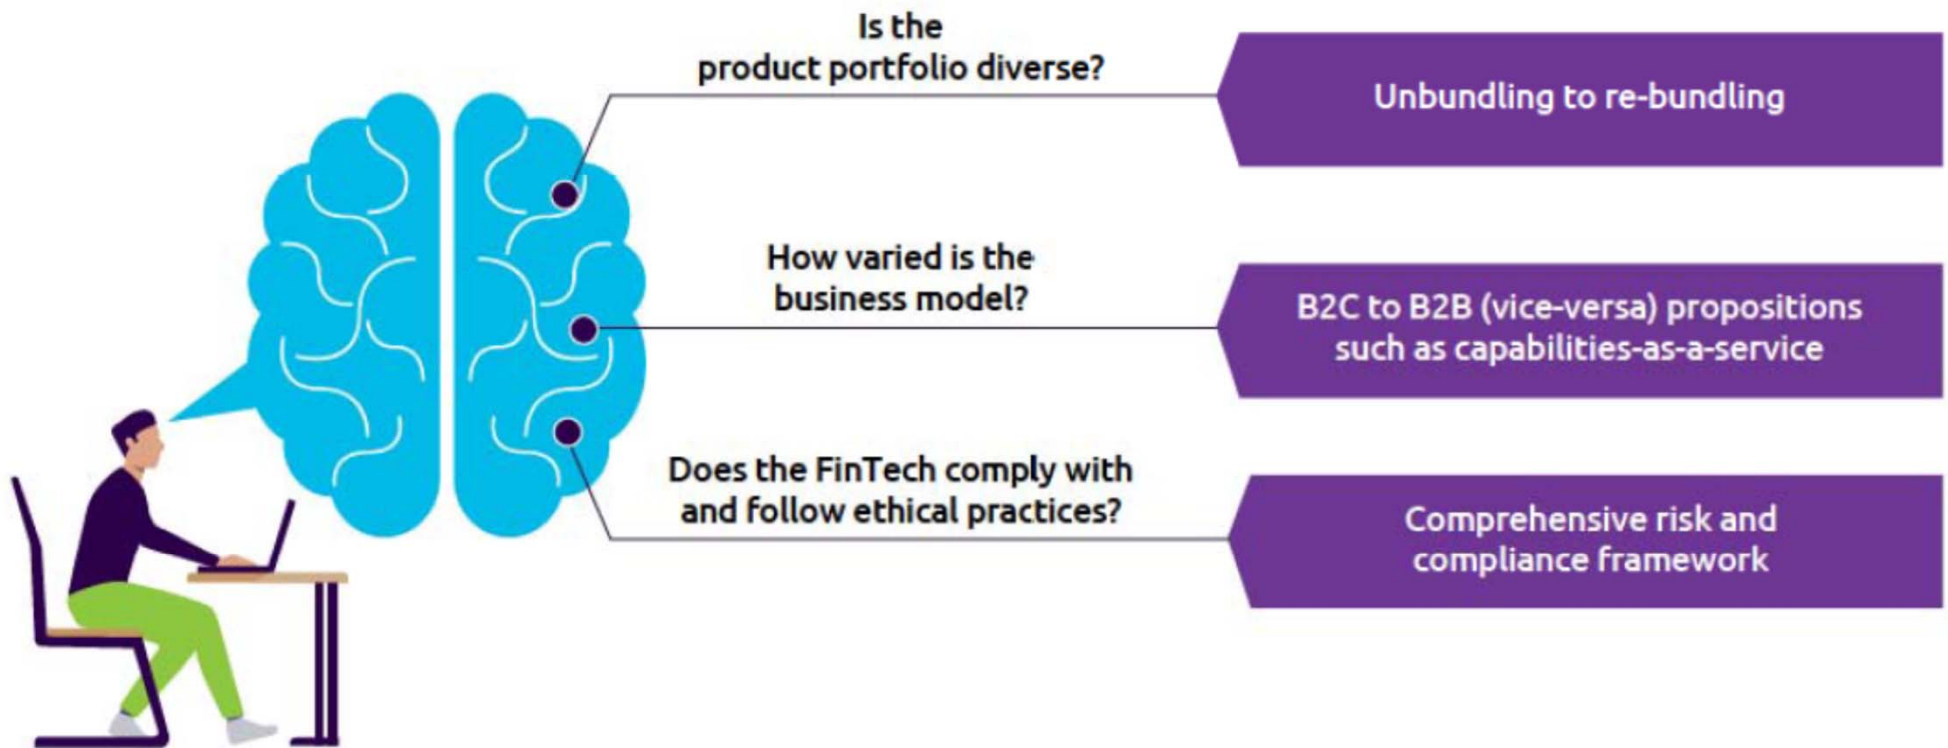 Is the
product portfolio diverse?
Unbundling to re-bundling
How varied is the
business model?
B2C to B2B (vice-versa) propositions
such as capabilities-as-a-service
Does the FinTech comply with
and follow ethical practices?
Comprehensive risk and
compliance framework